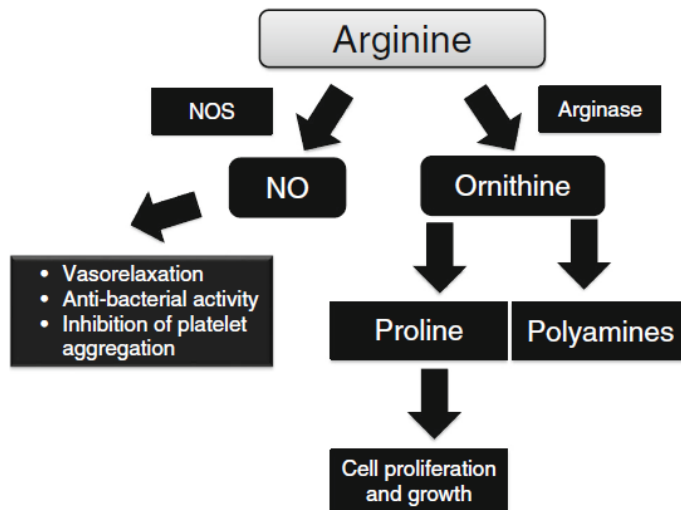 Arginine
NOS
Arginase
NO
Ornithine
• Vasorelaxation
• Anti-bacterial activity
• Inhibition of platelet
aggregation
Proline
Polyamines
Cell proliferation
and growth